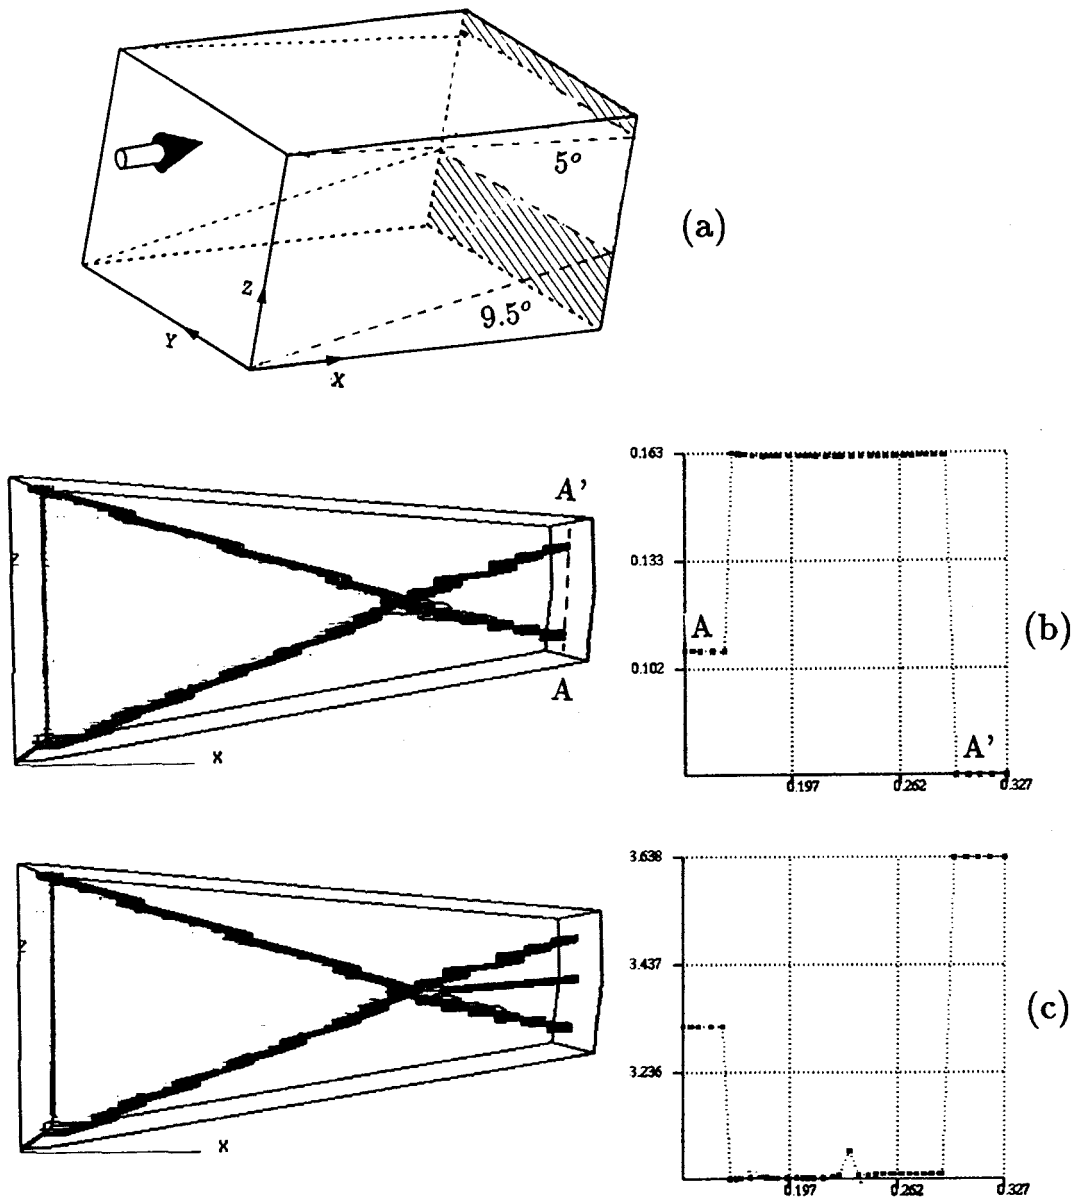 5°
(a)
Z
9.5°
Y
X
A'
0.163
Z
0.133
A
(b)
0.102
A
A'
X
0.197
0.262
0.327
3.638
Z
3.437
(c)
3.236
X
0.197
0.262
0.327